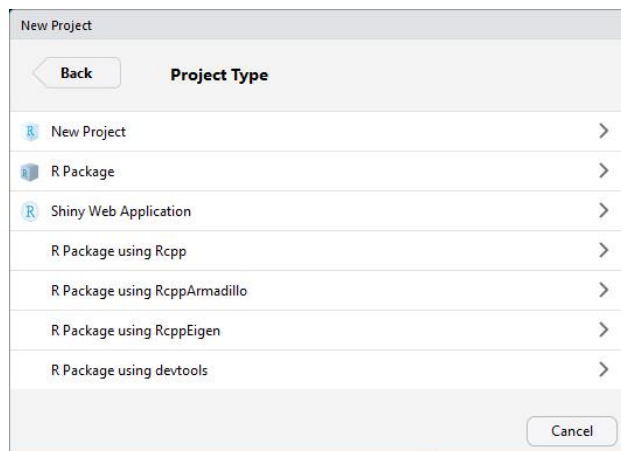 New Project
Back
Project Type
New Project
R Package
Shiny Web Application
R Package using Rcpp
R Package using RcppArmadillo
R Package using RcppEigen
R Package using devtools
Cancel